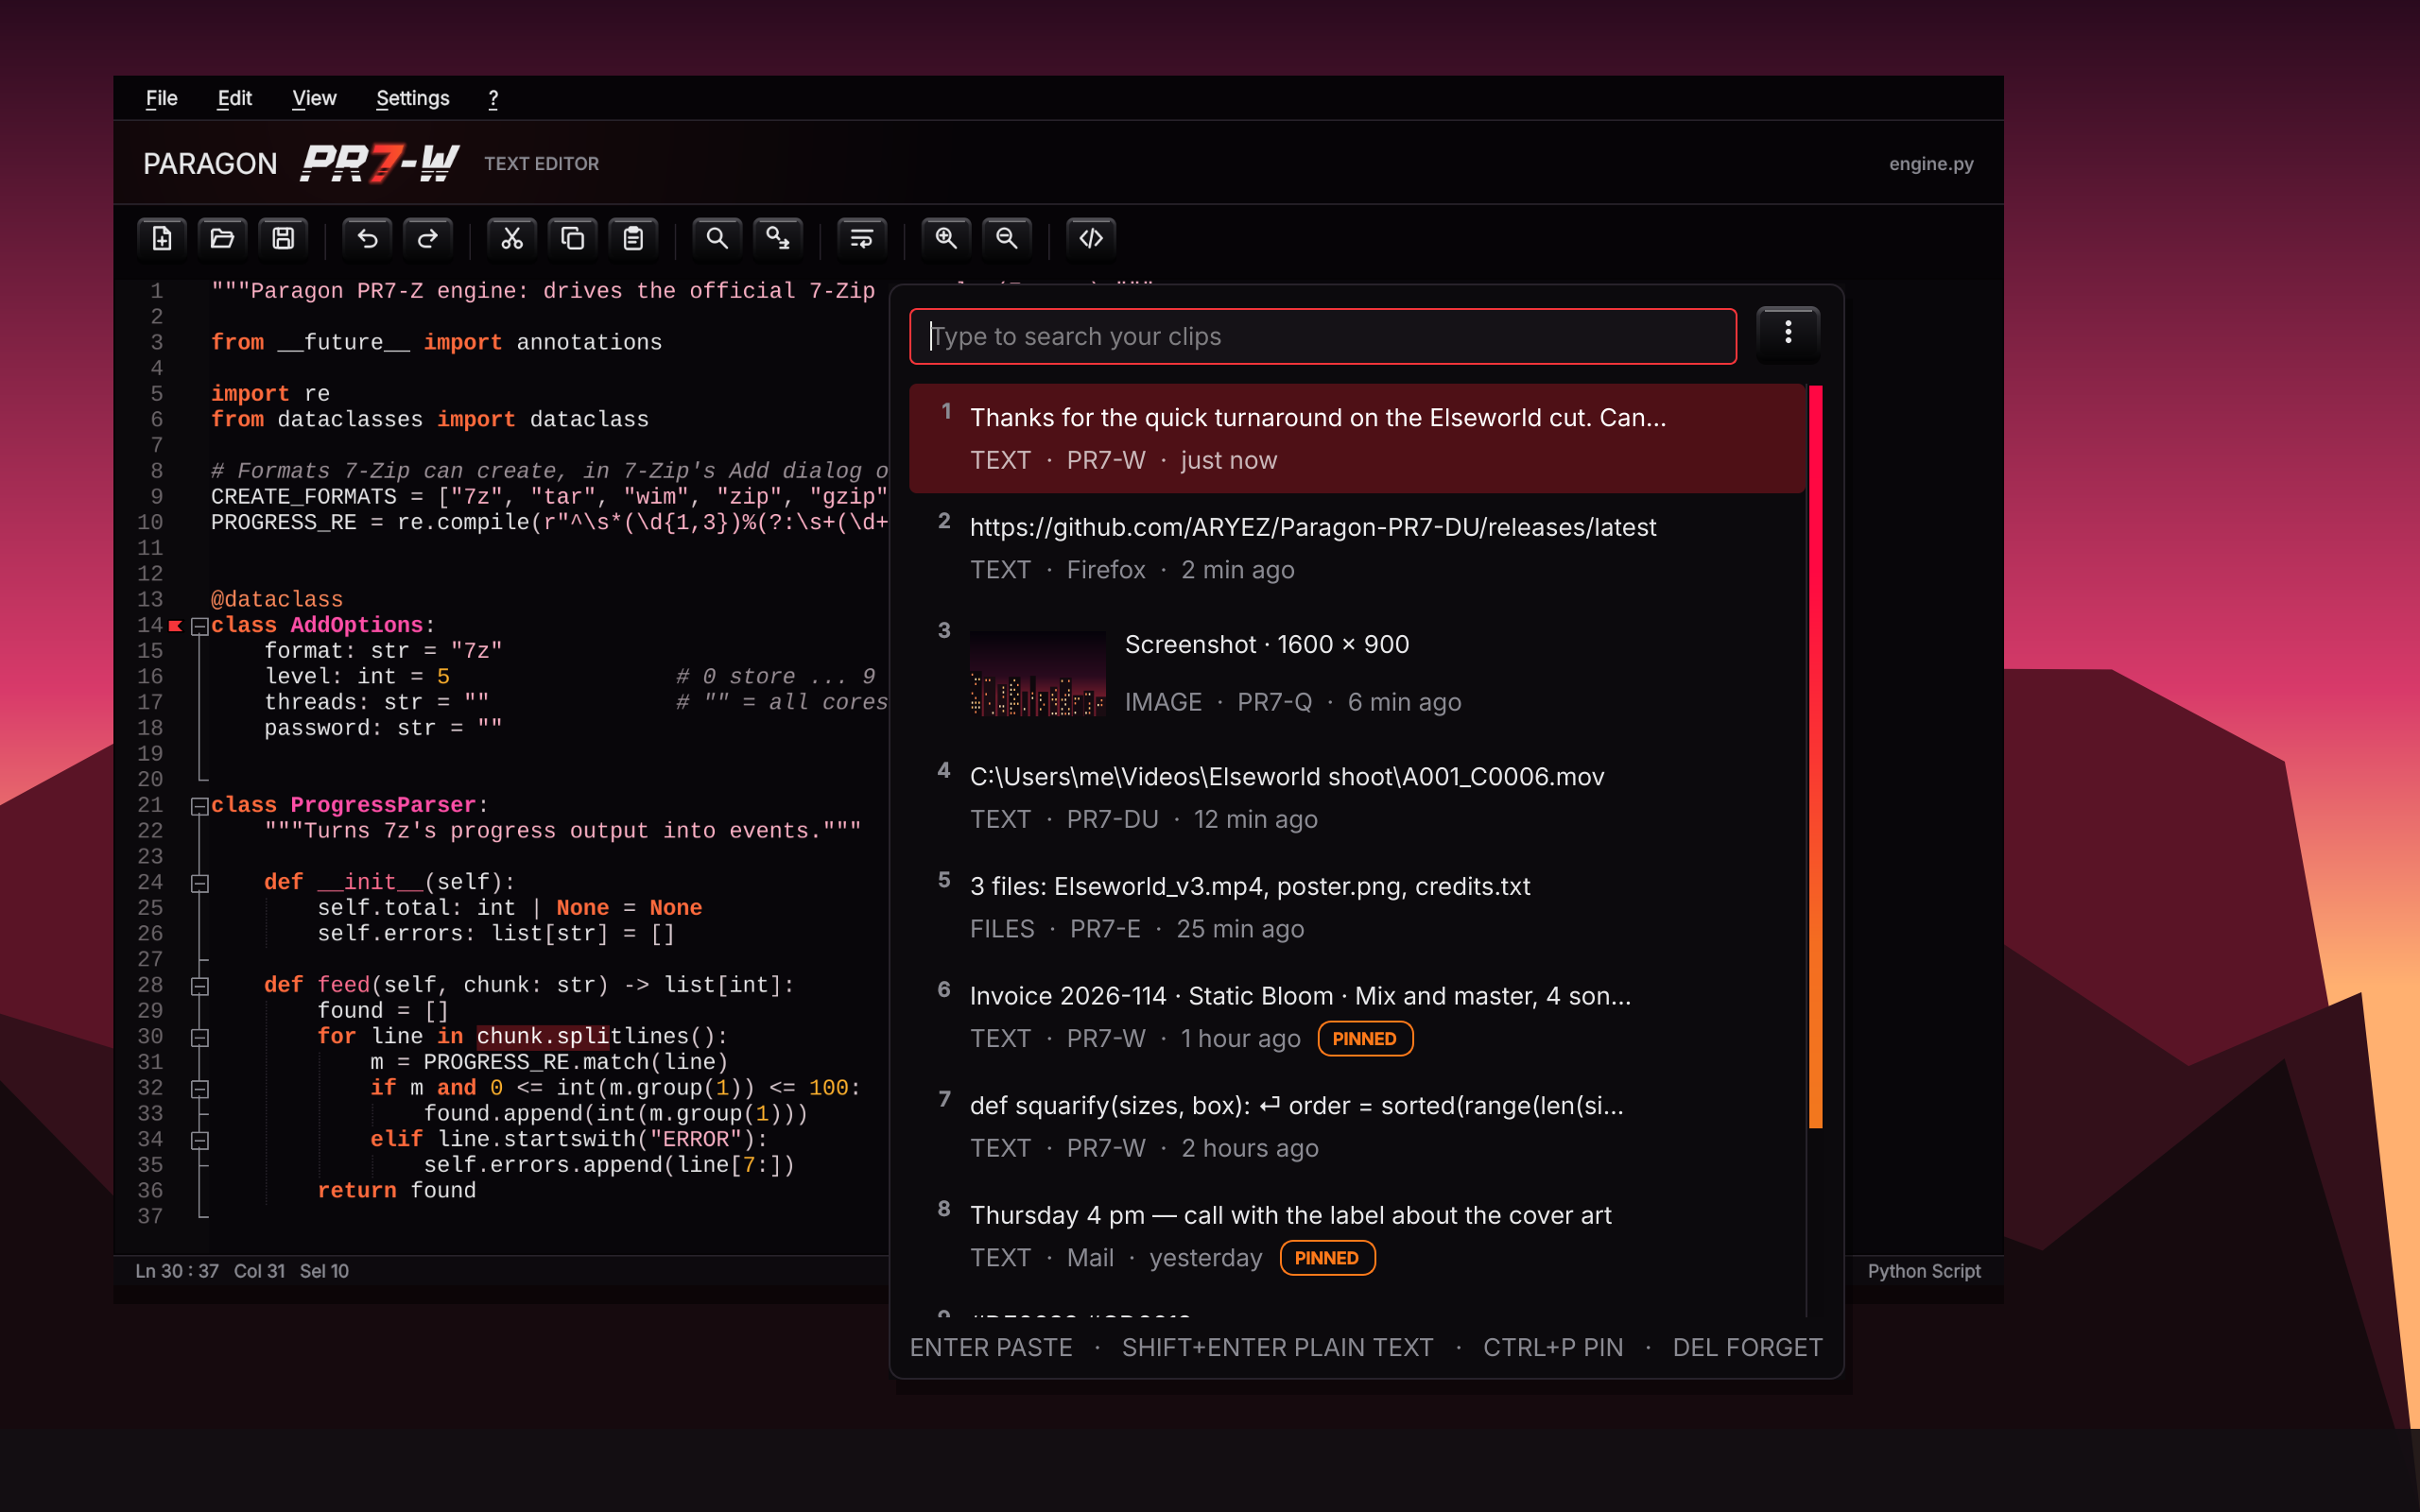 File Edit View Settings ?
PARAGON PR7-W TEXT EDITOR engine.py
1 """Paragon PR7-Z engine: drives the official 7-Zip
2
3 from __future__ import annotations
4
5 import re
6 from dataclasses import dataclass
7
8 # Formats 7-Zip can create, in 7-Zip's Add dialog
9 CREATE_FORMATS = ["7z", "tar", "wim", "zip", "gzip"
10 PROGRESS_RE = re.compile(r"^\s*(\d{1,3})%(?:\s+(\d+
11
12
13 @dataclass
14 class AddOptions:
15 format: str = "7z"
16 level: int = 5 # 0 store ... 9
17 threads: str = "" # "" = all cores
18 password: str = ""
19
20
21 class ProgressParser:
22 """Turns 7z's progress output into events."""
23
24 def __init__(self):
25 self.total: int | None = None
26 self.errors: list[str] = []
27
28 def feed(self, chunk: str) -> list[int]:
29 found = []
30 for line in chunk.splitlines():
31 m = PROGRESS_RE.match(line)
32 if m and 0 <= int(m.group(1)) <= 100:
33 found.append(int(m.group(1)))
34 elif line.startswith("ERROR"):
35 self.errors.append(line[7:])
36 return found
37
Ln 30 : 37 Col 31 Sel 10
Python Script
Type to search your clips
1 Thanks for the quick turnaround on the Elseworld cut. Can...
TEXT · PR7-W · just now
2 https://github.com/ARYEZ/Paragon-PR7-DU/releases/latest
TEXT · Firefox · 2 min ago
3 Screenshot · 1600 × 900
IMAGE · PR7-Q · 6 min ago
4 C:\Users\me\Videos\Elseworld shoot\A001_C0006.mov
TEXT · PR7-DU · 12 min ago
5 3 files: Elseworld_v3.mp4, poster.png, credits.txt
FILES · PR7-E · 25 min ago
6 Invoice 2026-114 · Static Bloom · Mix and master, 4 son...
TEXT · PR7-W · 1 hour ago PINNED
7 def squarify(sizes, box): ⏎ order = sorted(range(len(si...
TEXT · PR7-W · 2 hours ago
8 Thursday 4 pm — call with the label about the cover art
TEXT · Mail · yesterday PINNED
ENTER PASTE · SHIFT+ENTER PLAIN TEXT · CTRL+P PIN · DEL FORGET